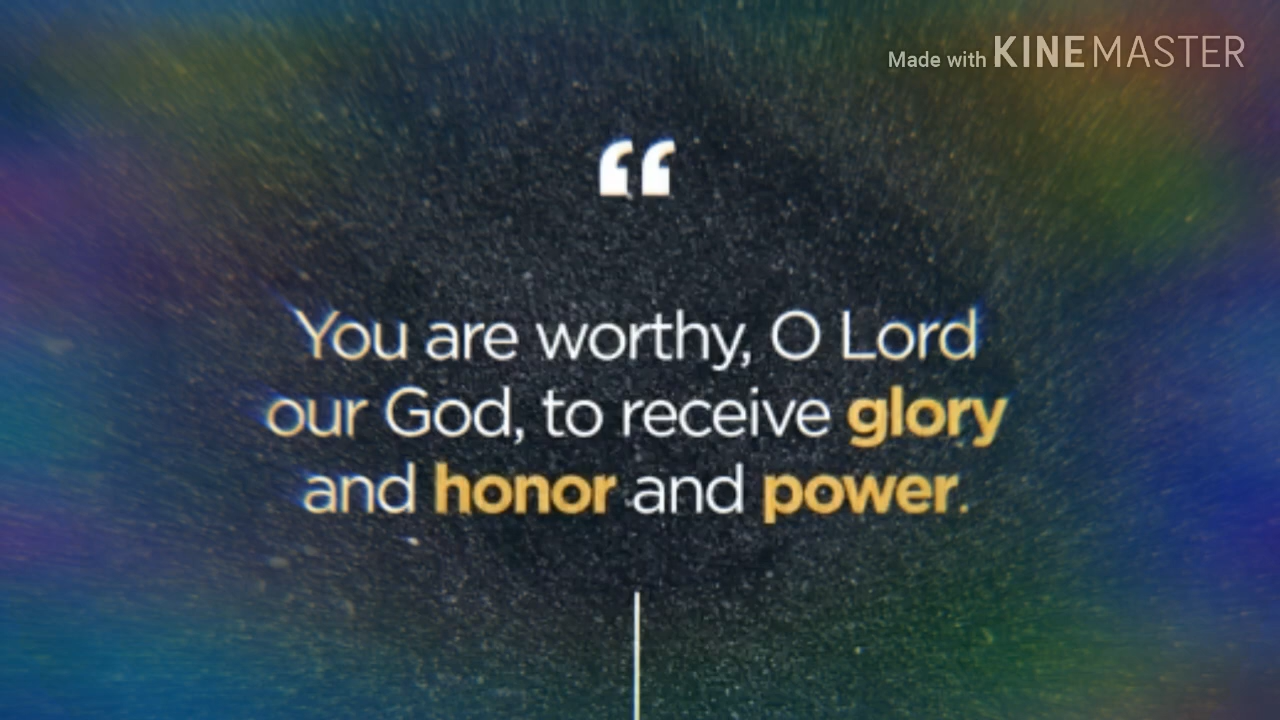 Made with KINEMASTER
“
You are worthy, O Lord
our God, to receive glory
and honor and power.